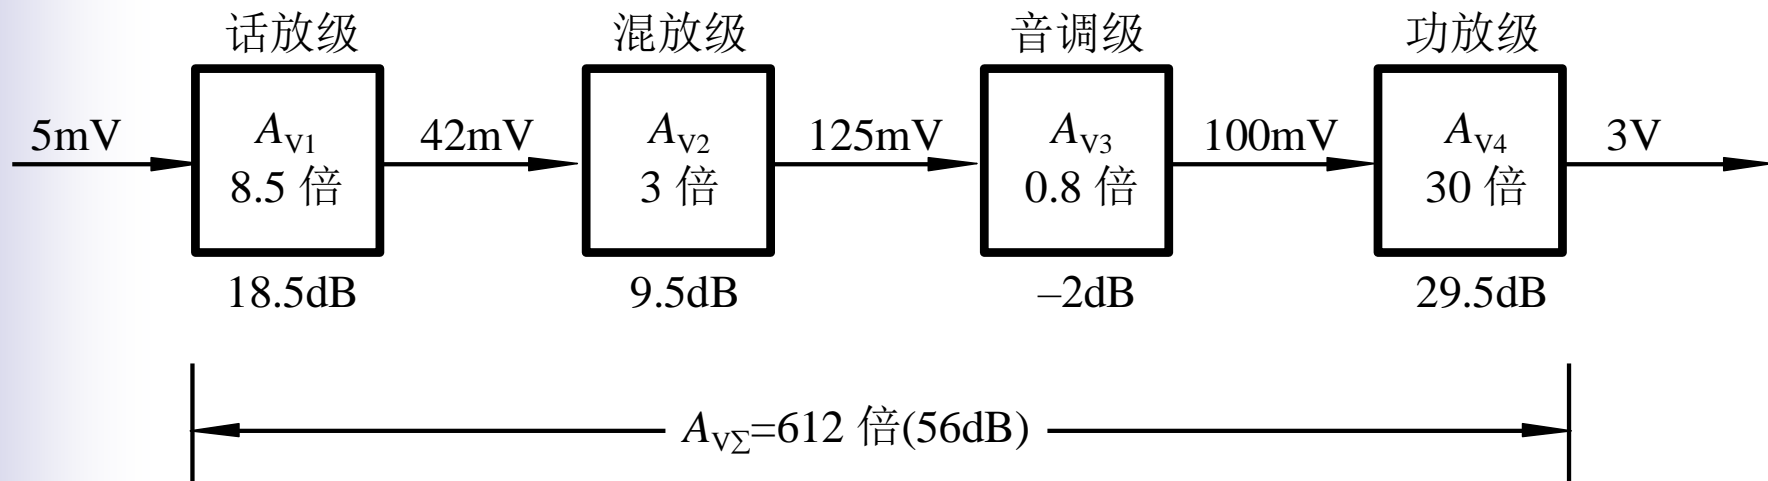 话放级 混放级 音调级 功放级
5mV 42mV 125mV 100mV 3V
AV1 AV2 AV3 AV4
8.5 倍 3 倍 0.8 倍 30 倍
18.5dB 9.5dB –2dB 29.5dB
AVΣ=612 倍(56dB)